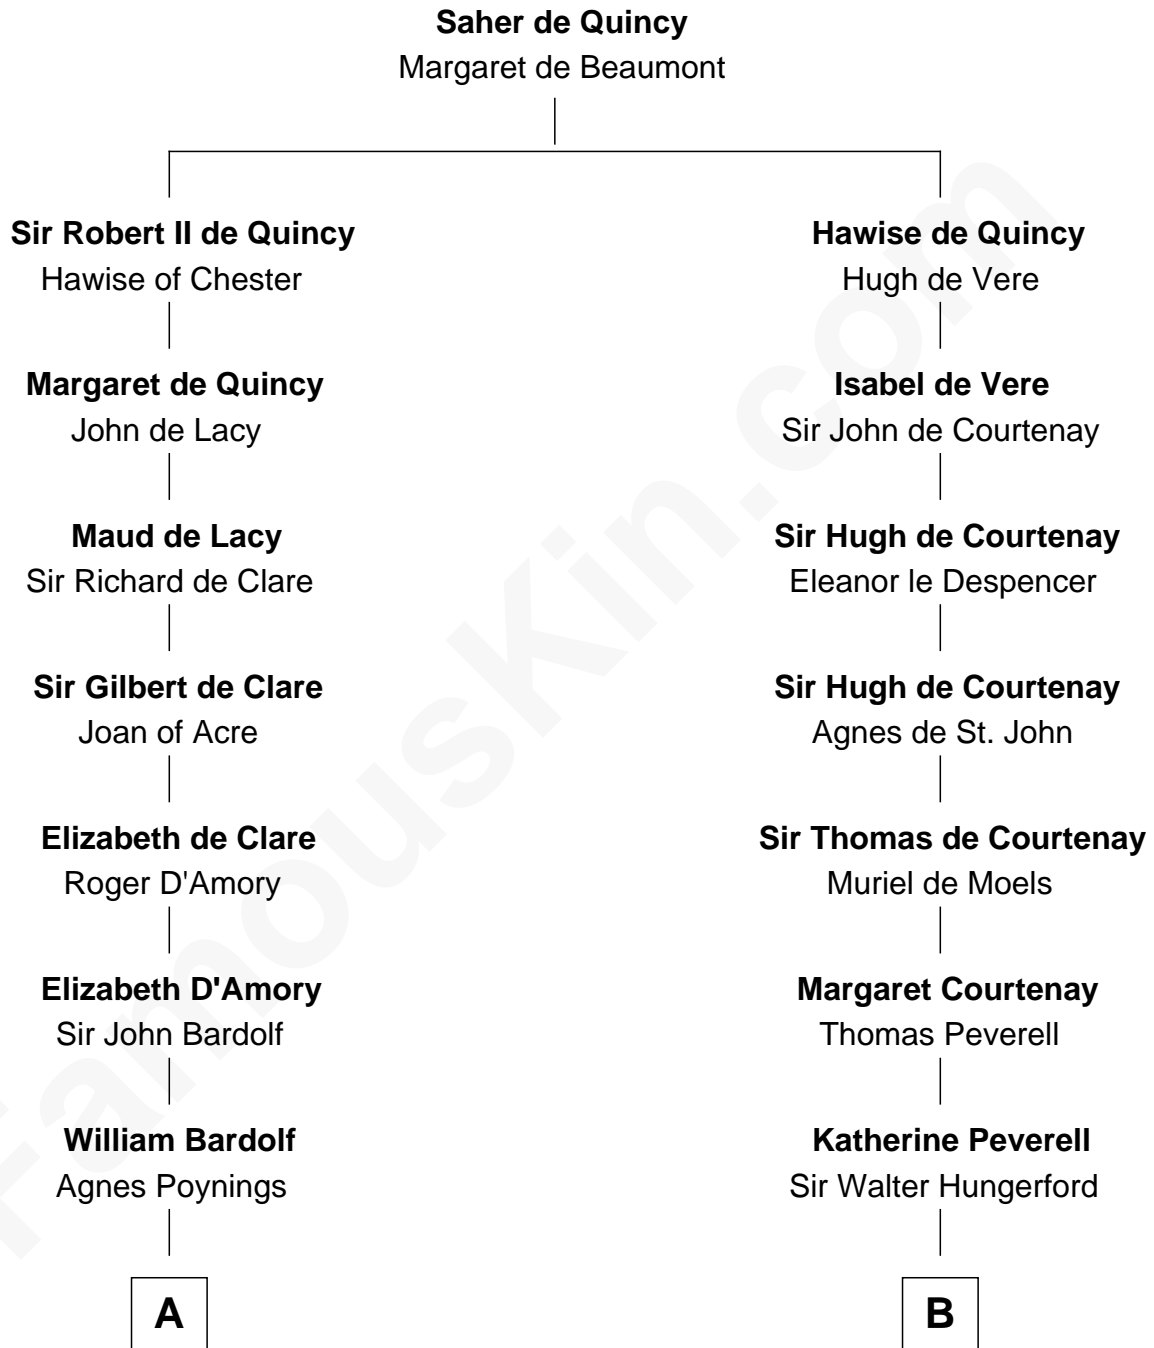 Saher de Quincy
Margaret de Beaumont
Sir Robert II de Quincy
Hawise of Chester
Margaret de Quincy
John de Lacy
Maud de Lacy
Sir Richard de Clare
Sir Gilbert de Clare
Joan of Acre
Elizabeth de Clare
Roger D'Amory
Elizabeth D'Amory
Sir John Bardolf
William Bardolf
Agnes Poynings
A
Hawise de Quincy
Hugh de Vere
Isabel de Vere
Sir John de Courtenay
Sir Hugh de Courtenay
Eleanor le Despencer
Sir Hugh de Courtenay
Agnes de St. John
Sir Thomas de Courtenay
Muriel de Moels
Margaret Courtenay
Thomas Peverell
Katherine Peverell
Sir Walter Hungerford
B
FamousKin.com